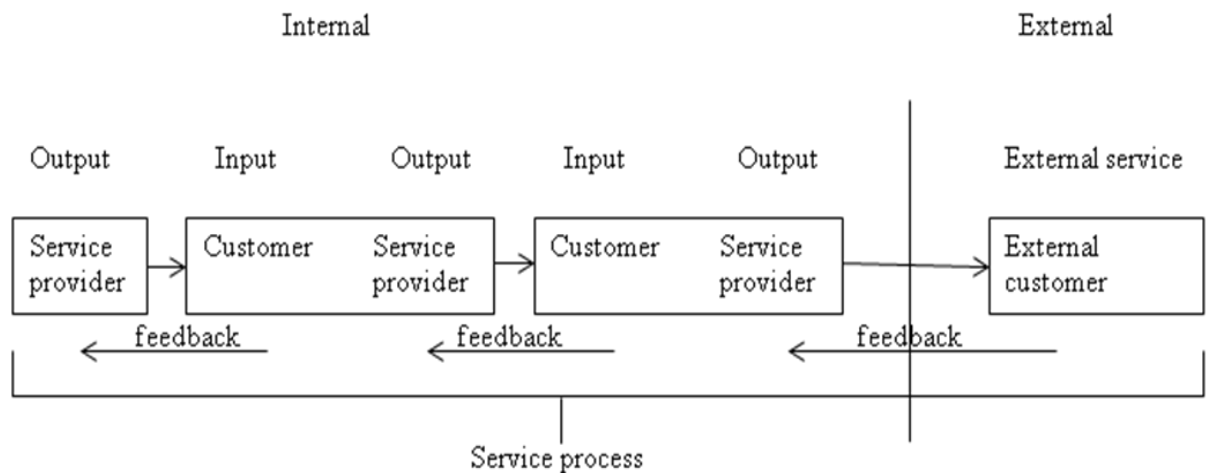 Internal External
Output Input Output Input Output External service
Service provider
Customer
Service provider
Customer
Service provider
External customer
feedback feedback feedback
Service process